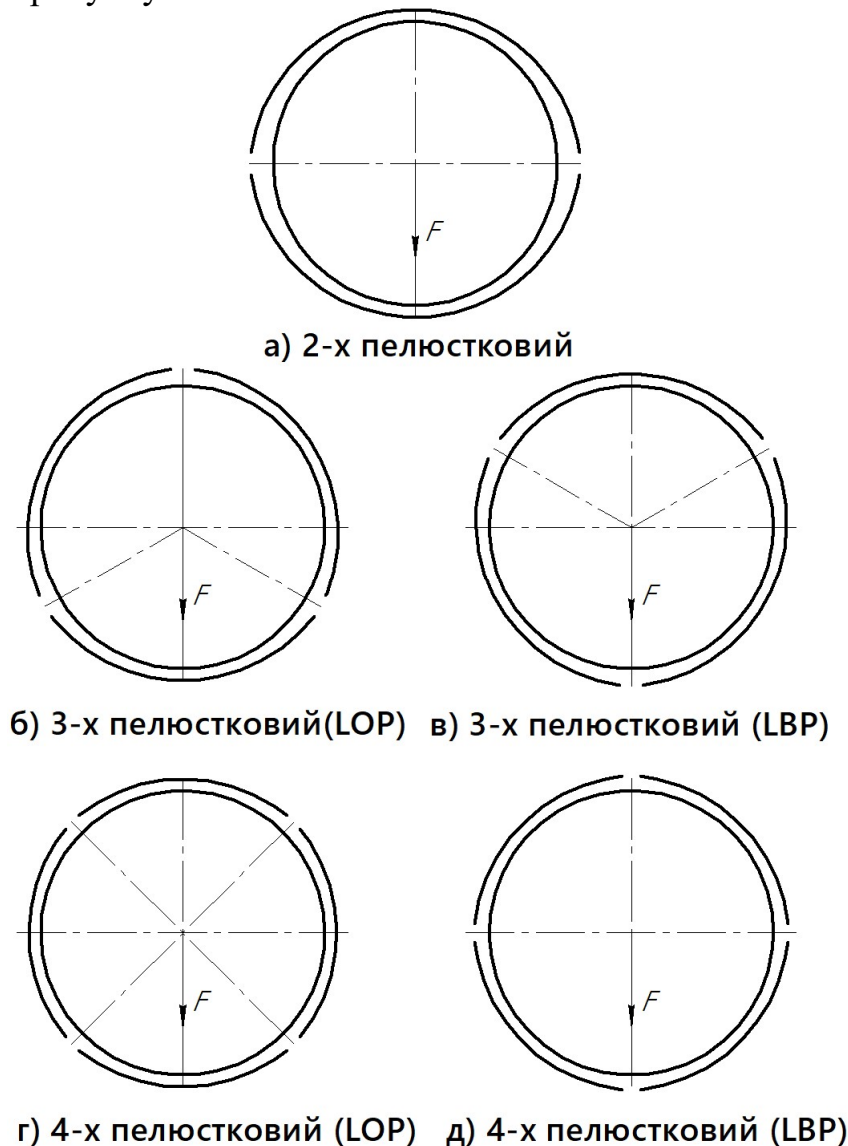 F
а) 2-х пелюстковий
F
F
б) 3-х пелюстковий(LOP) в) 3-х пелюстковий (LBP)
F
F
г) 4-х пелюстковий (LOP) д) 4-х пелюстковий (LBP)